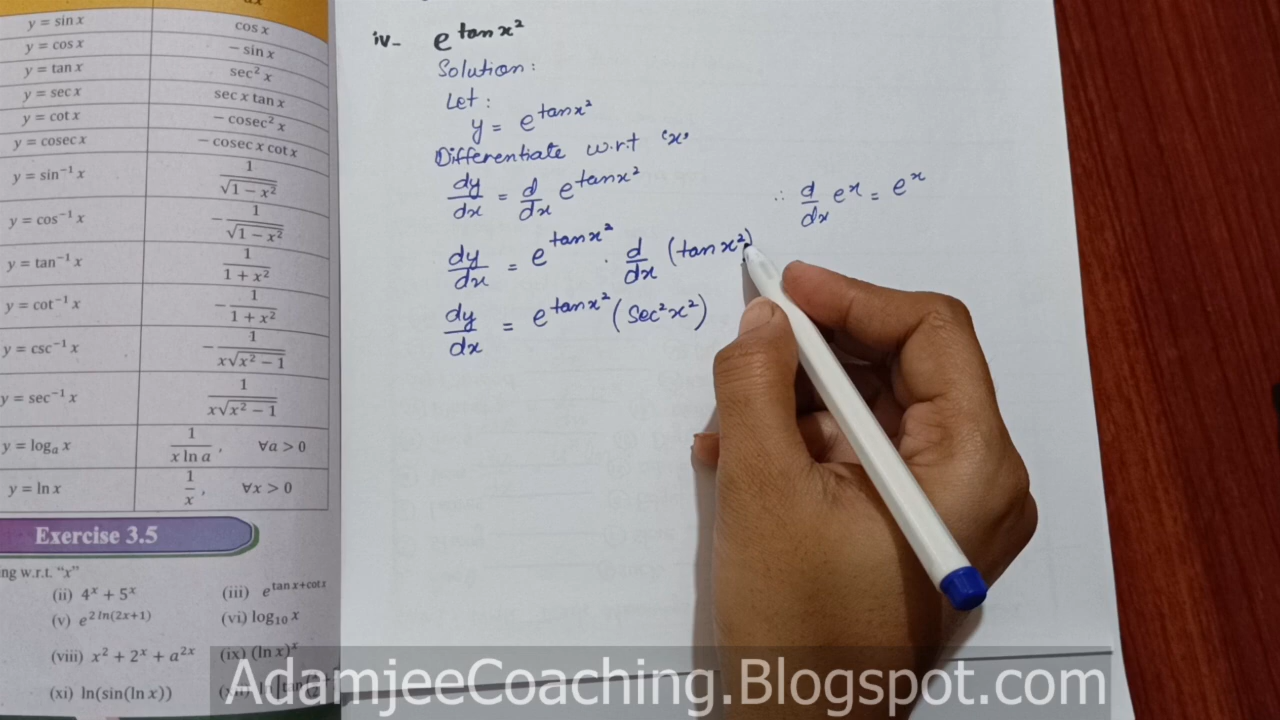 dx
y = sin x cos x
y = cos x − sin x
y = tan x sec² x
y = sec x sec x tan x
y = cot x − cosec² x
y = cosec x − cosec x cot x
y = sin⁻¹ x 1/√(1 − x²)
y = cos⁻¹ x − 1/√(1 − x²)
y = tan⁻¹ x 1/(1 + x²)
y = cot⁻¹ x − 1/(1 + x²)
y = csc⁻¹ x − 1/(x√(x² − 1))
y = sec⁻¹ x 1/(x√(x² − 1))
y = logₐ x 1/(x ln a) , ∀a > 0
y = ln x 1/x , ∀x > 0
Exercise 3.5
ng w.r.t. “x”
(ii) 4ˣ + 5ˣ (iii) e^(tan x+cot x)
(v) e^(2 ln(2x+1)) (vi) log₁₀ x
(viii) x² + 2ˣ + a²ˣ (ix) (ln x)ˣ
(xi) ln(sin(ln x))
iv- e^(tan x²)
Solution:
Let:
y = e^(tan x²)
Differentiate w.r.t 'x'
dy/dx = d/dx e^(tan x²)
∴ d/dx eˣ = eˣ
dy/dx = e^(tan x²) . d/dx (tan x²)
dy/dx = e^(tan x²) (Sec² x²)
AdamjeeCoaching.Blogspot.com